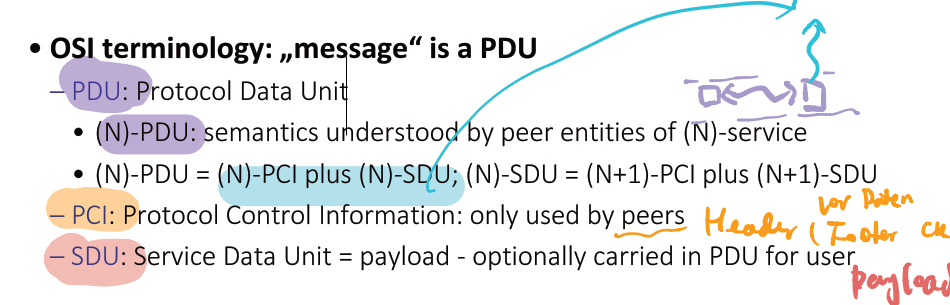 • OSI terminology: „message“ is a PDU
– PDU: Protocol Data Unit
• (N)-PDU: semantics understood by peer entities of (N)-service
• (N)-PDU = (N)-PCI plus (N)-SDU; (N)-SDU = (N+1)-PCI plus (N+1)-SDU
vor Daten
– PCI: Protocol Control Information: only used by peers Header (Footer
– SDU: Service Data Unit = payload - optionally carried in PDU for user
payload